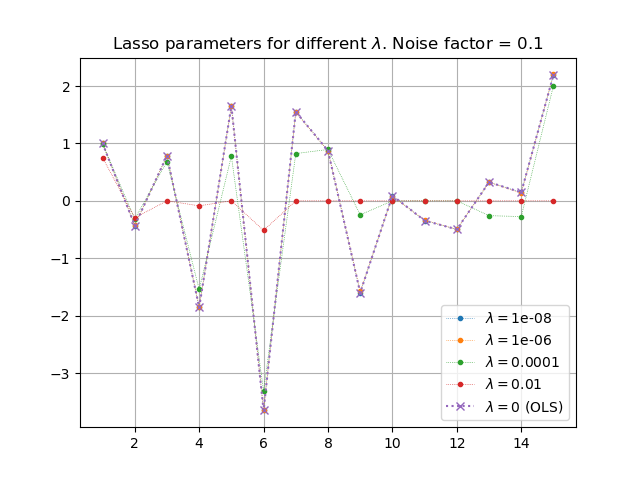 Lasso parameters for different λ. Noise factor = 0.1
2
1
0
−1
−2
−3
2 4 6 8 10 12 14
λ = 1e-08
λ = 1e-06
λ = 0.0001
λ = 0.01
λ = 0 (OLS)